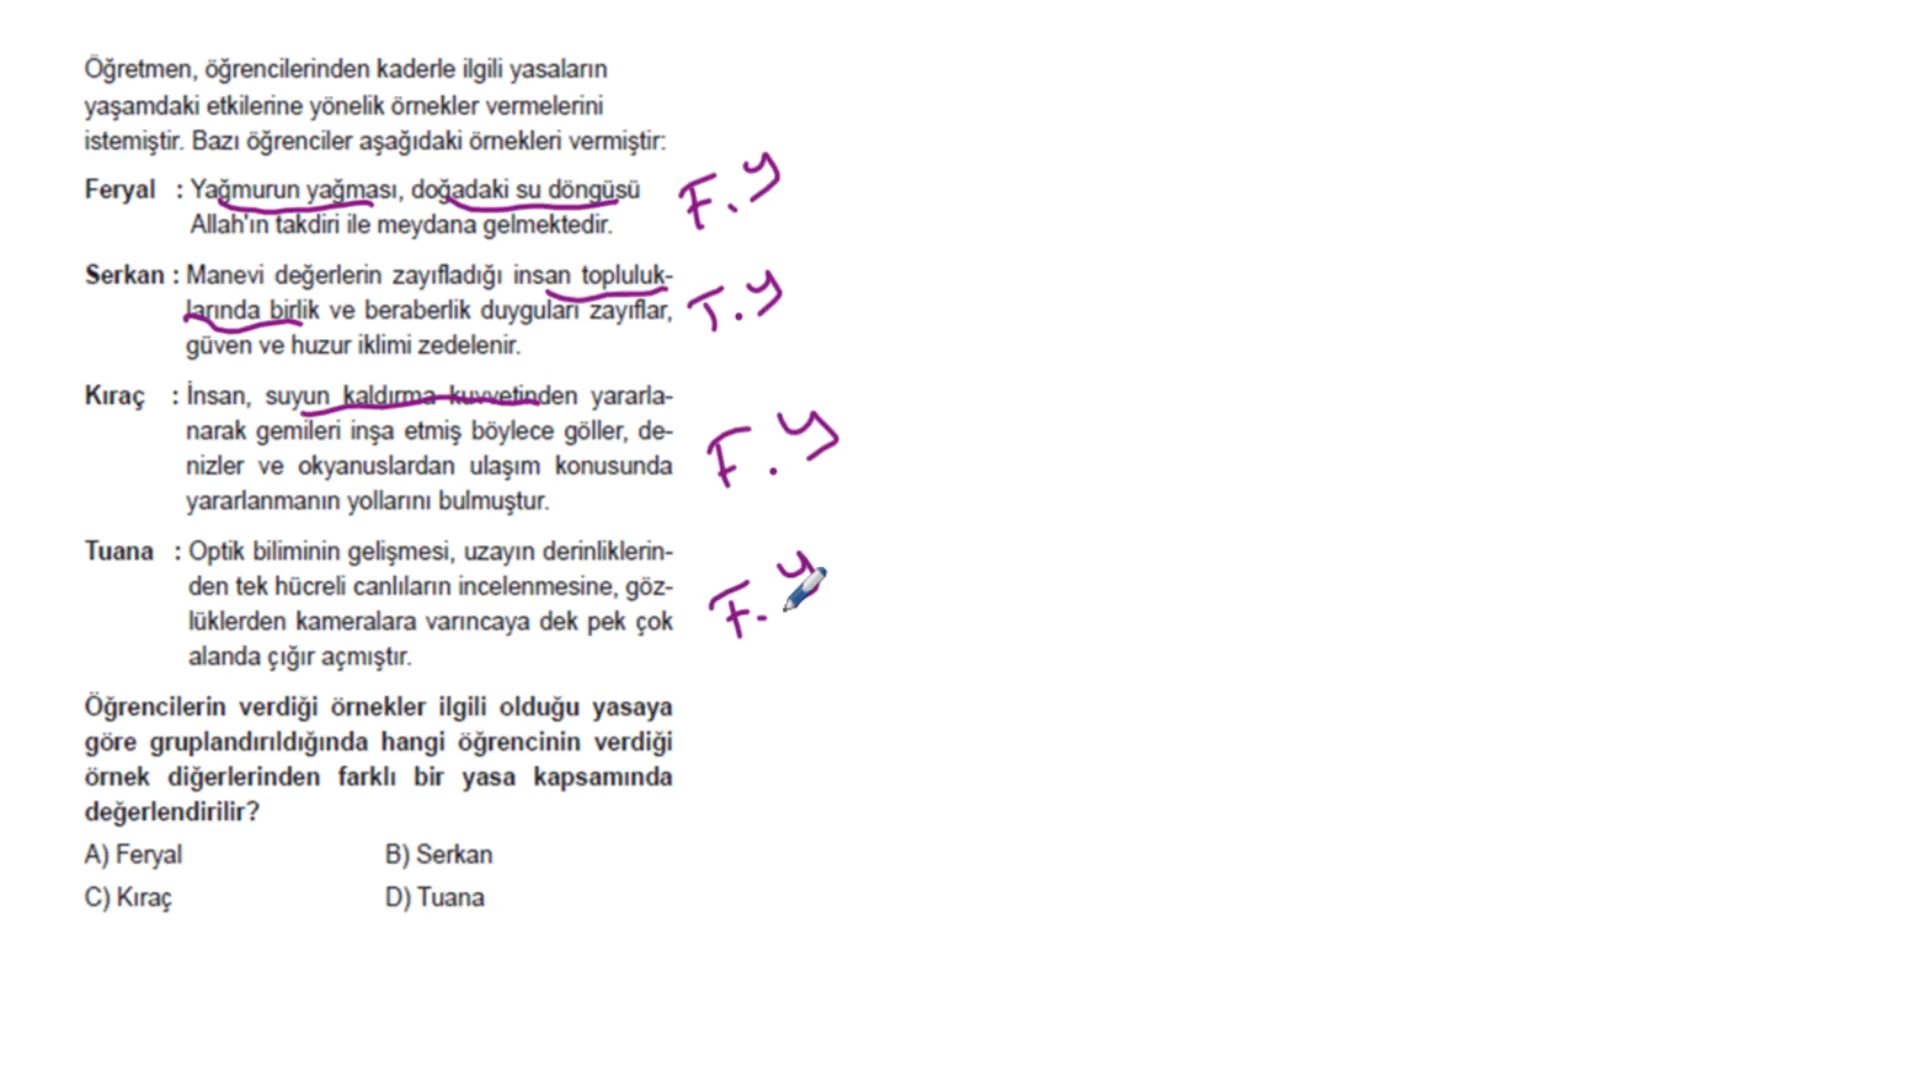 Öğretmen, öğrencilerinden kaderle ilgili yasaların
yaşamdaki etkilerine yönelik örnekler vermelerini
istemiştir. Bazı öğrenciler aşağıdaki örnekleri vermiştir:
Feryal : Yağmurun yağması, doğadaki su döngüsü
Allah'ın takdiri ile meydana gelmektedir.
F.y
Serkan : Manevi değerlerin zayıfladığı insan topluluk-
larında birlik ve beraberlik duyguları zayıflar,
güven ve huzur iklimi zedelenir.
T.y
Kıraç : İnsan, suyun kaldırma kuvvetinden yararla-
narak gemileri inşa etmiş böylece göller, de-
nizler ve okyanuslardan ulaşım konusunda
yararlanmanın yollarını bulmuştur.
F.y
Tuana : Optik biliminin gelişmesi, uzayın derinliklerin-
den tek hücreli canlıların incelenmesine, göz-
lüklerden kameralara varıncaya dek pek çok
alanda çığır açmıştır.
F.y
Öğrencilerin verdiği örnekler ilgili olduğu yasaya
göre gruplandırıldığında hangi öğrencinin verdiği
örnek diğerlerinden farklı bir yasa kapsamında
değerlendirilir?
A) Feryal B) Serkan
C) Kıraç D) Tuana